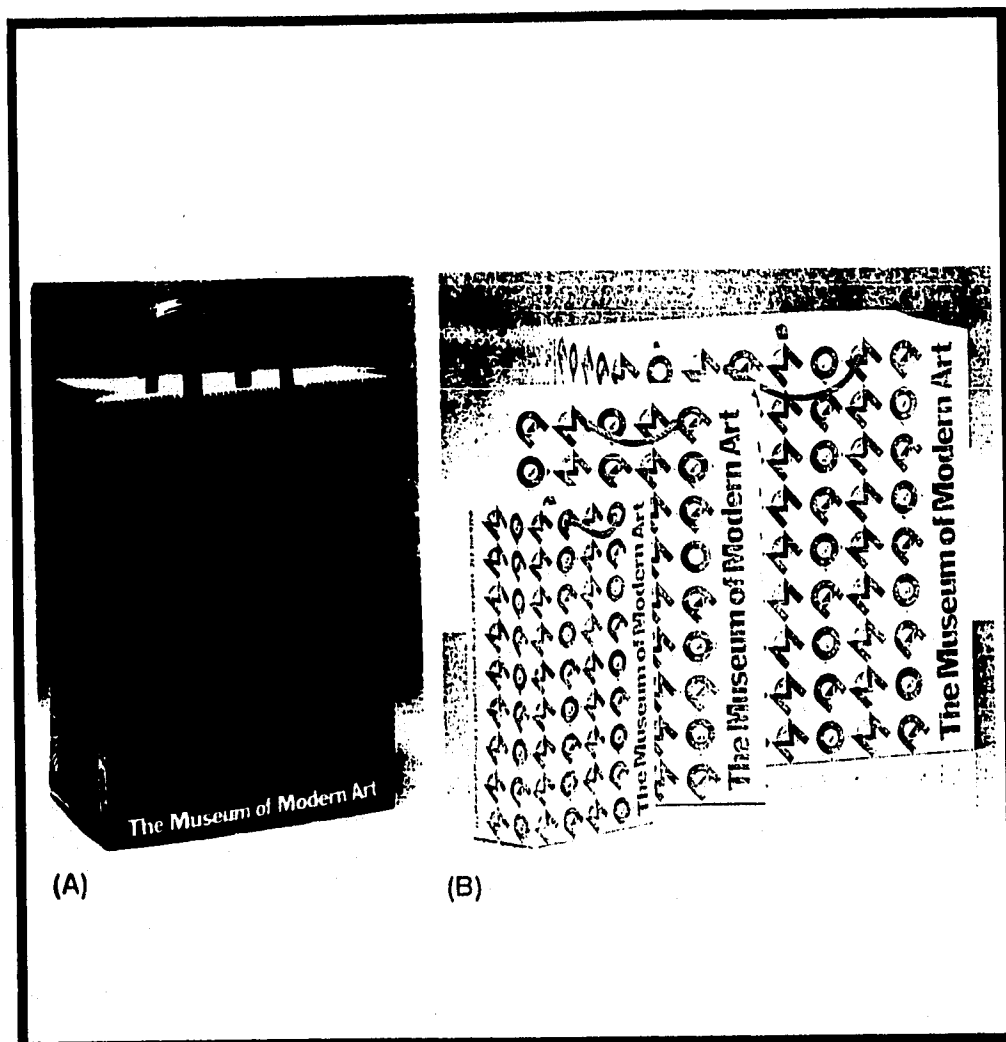 The Museum of Modern Art
(A)
The Museum of Modern Art
The Museum of Modern Art
The Museum of Modern Art
(B)